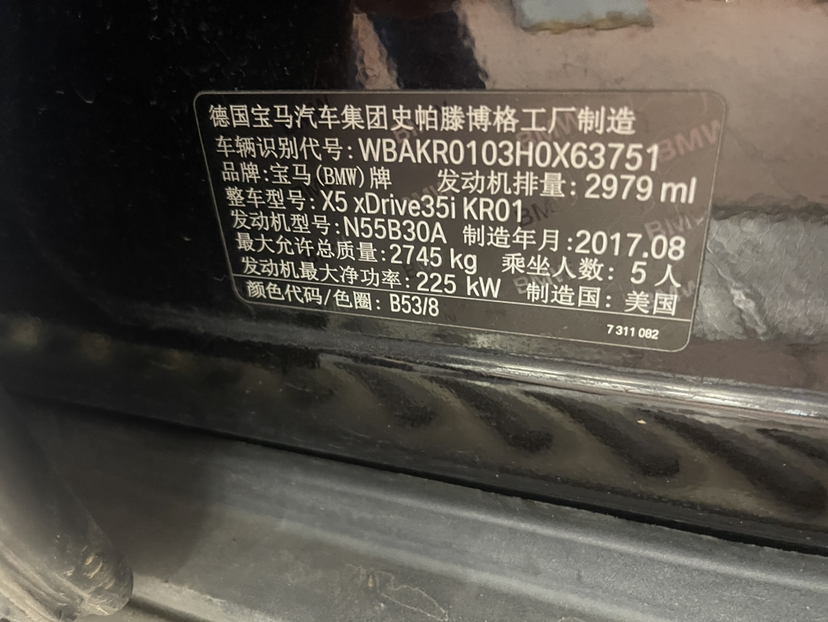 德国宝马汽车集团史帕滕博格工厂制造
车辆识别代号: WBAKR0103H0X63751
品牌: 宝马(BMW)牌 发动机排量: 2979 ml
整车型号: X5 xDrive35i KR01
发动机型号: N55B30A 制造年月: 2017.08
最大允许总质量: 2745 kg 乘坐人数: 5 人
发动机最大净功率: 225 kW 制造国: 美国
颜色代码/色圈: B53/8
7 311 082